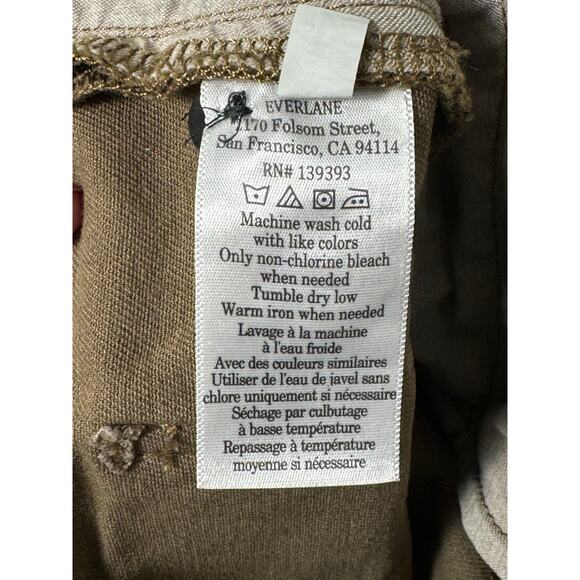 EVERLANE
2170 Folsom Street,
San Francisco, CA 94114
RN# 139393
Machine wash cold
with like colors
Only non-chlorine bleach
when needed
Tumble dry low
Warm iron when needed
Lavage à la machine
à l'eau froide
Avec des couleurs similaires
Utiliser de l'eau de javel sans
chlore uniquement si nécessaire
Séchage par culbutage
à basse température
Repassage à température
moyenne si nécessaire